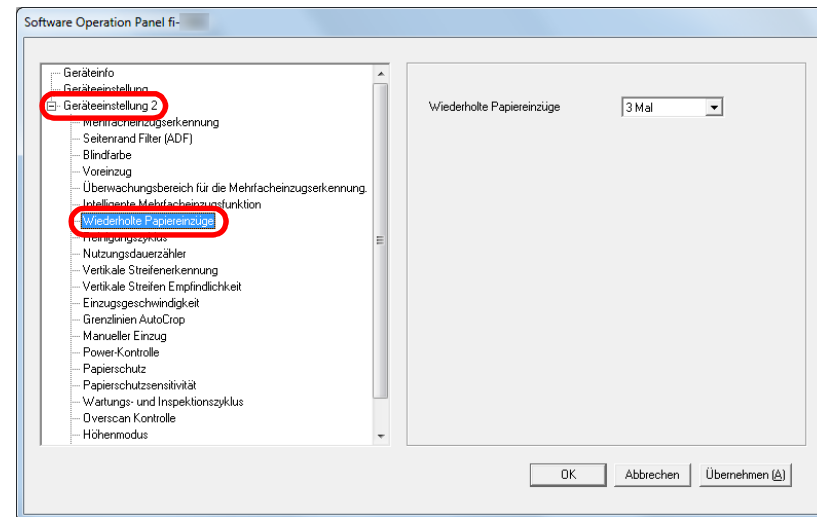 Software Operation Panel fi-
Geräteinfo
Geräteeinstellung
Geräteeinstellung 2
Mehrfacheinzugserkennung
Seitenrand Filter (ADF)
Blindfarbe
Voreinzug
Überwachungsbereich für die Mehrfacheinzugserkennung.
Intelligente Mehrfacheinzugsfunktion
Wiederholte Papiereinzüge
Reinigungszyklus
Nutzungsdauerzähler
Vertikale Streifenerkennung
Vertikale Streifen Empfindlichkeit
Einzugsgeschwindigkeit
Grenzlinien AutoCrop
Manueller Einzug
Power-Kontrolle
Papierschutz
Papierschutzsensitivität
Wartungs- und Inspektionszyklus
Overscan Kontrolle
Höhenmodus
Wiederholte Papiereinzüge
3 Mal
OK
Abbrechen
Übernehmen (A)